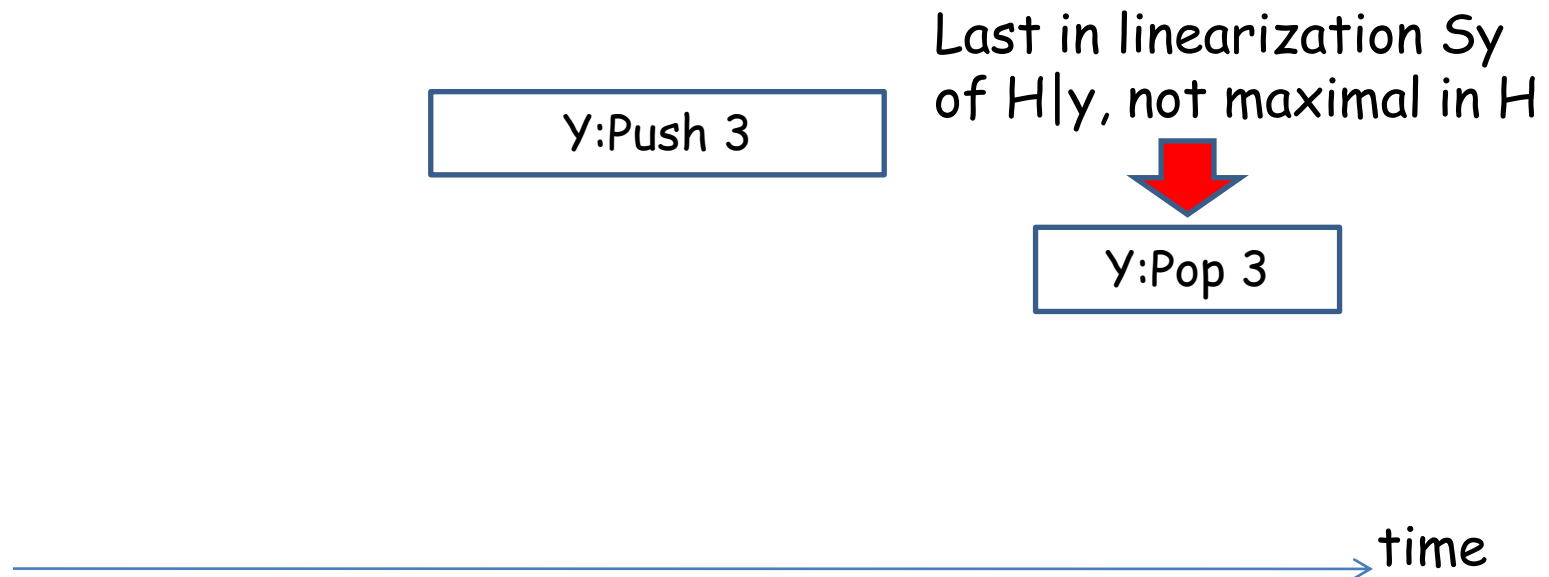 Last in linearization Sy
of H|y, not maximal in H
Y:Push 3
Y:Pop 3
time